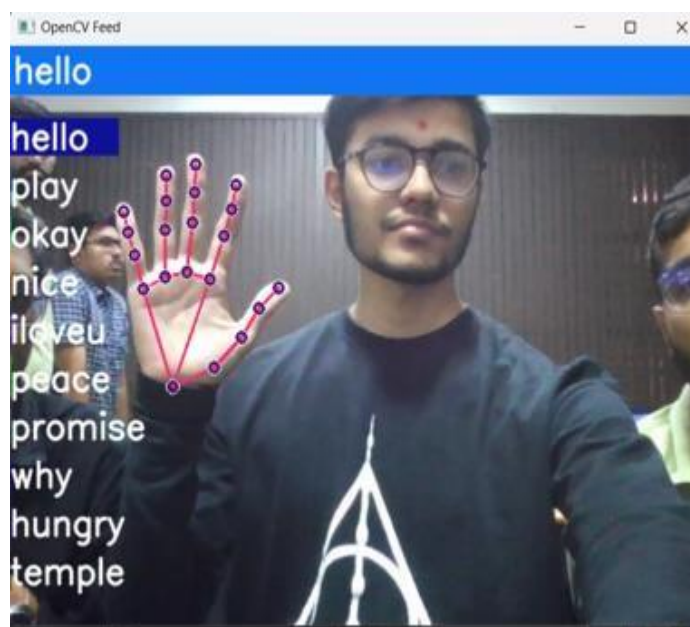 OpenCV Feed
hello
hello
play
okay
nice
iloveu
peace
promise
why
hungry
temple